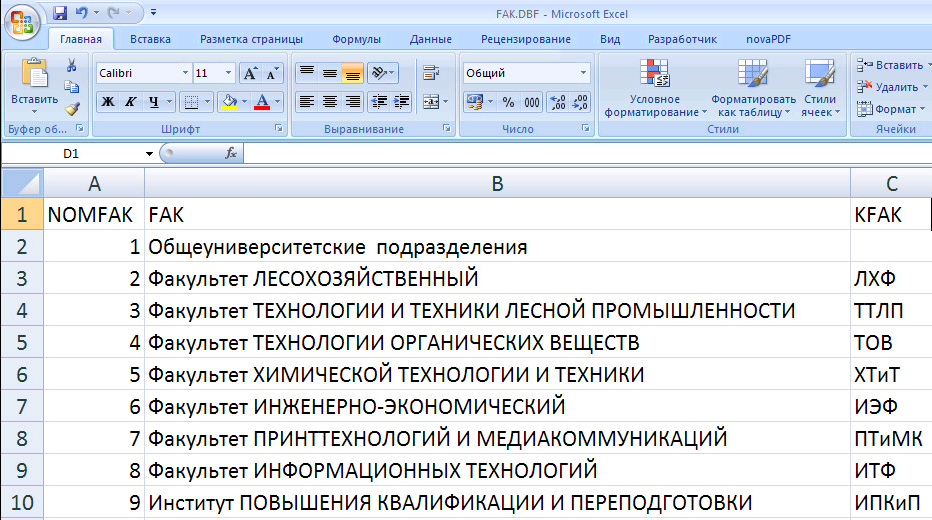 FAK.DBF - Microsoft Excel
Главная Вставка Разметка страницы Формулы Данные Рецензирование Вид Разработчик novaPDF
Calibri 11 Общий
Вставить Ж К Ч % 000 Условное форматирование Форматировать как таблицу Стили ячеек Вставить Удалить Формат
Буфер об... Шрифт Выравнивание Число Стили Ячейки
D1 fx
A B C
1 NOMFAK FAK KFAK
2 1 Общеуниверситетские подразделения
3 2 Факультет ЛЕСОХОЗЯЙСТВЕННЫЙ ЛХФ
4 3 Факультет ТЕХНОЛОГИИ И ТЕХНИКИ ЛЕСНОЙ ПРОМЫШЛЕННОСТИ ТТЛП
5 4 Факультет ТЕХНОЛОГИИ ОРГАНИЧЕСКИХ ВЕЩЕСТВ ТОВ
6 5 Факультет ХИМИЧЕСКОЙ ТЕХНОЛОГИИ И ТЕХНИКИ ХТиТ
7 6 Факультет ИНЖЕНЕРНО-ЭКОНОМИЧЕСКИЙ ИЭФ
8 7 Факультет ПРИНТТЕХНОЛОГИЙ И МЕДИАКОММУНИКАЦИЙ ПТиМК
9 8 Факультет ИНФОРМАЦИОННЫХ ТЕХНОЛОГИЙ ИТФ
10 9 Институт ПОВЫШЕНИЯ КВАЛИФИКАЦИИ И ПЕРЕПОДГОТОВКИ ИПКиП